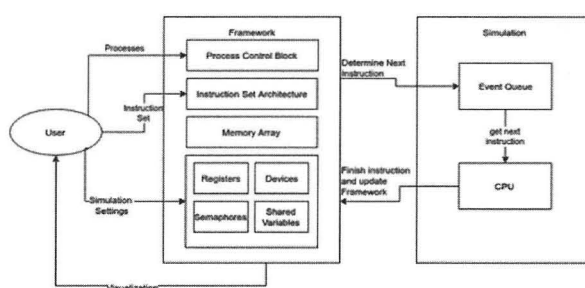 Framework
Simulation
Processes
Process Control Block
Determine Next
Instruction
Instruction Set Architecture
Event Queue
User
Instruction
Set
Memory Array
get next
instruction
Registers
Devices
Finish instruction
and update
Framework
CPU
Simulation
Settings
Semaphores
Shared
Variables
Visualization